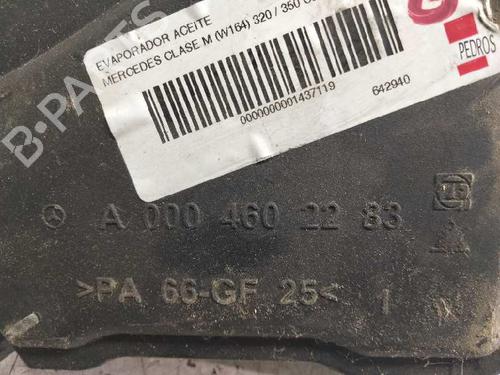 EVAPORADOR ACEITE
MERCEDES CLASE M (W164) 320 / 350
0000000001437119
642940
G
PEDROS
B-PARTS
A 000 460 22 83
>PA 66-GF 25<